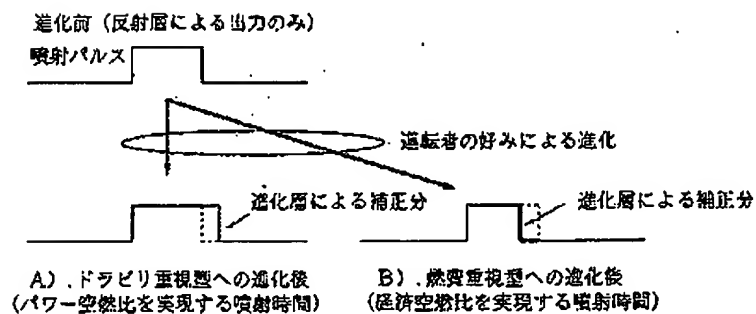 進化前（反射層による出力のみ）
噴射パルス
運転者の好みによる進化
進化層による補正分
進化層による補正分
A）．ドラビリ重視型への進化後
（パワー空燃比を実現する噴射時間）
B）．燃費重視型への進化後
（経済空燃比を実現する噴射時間）